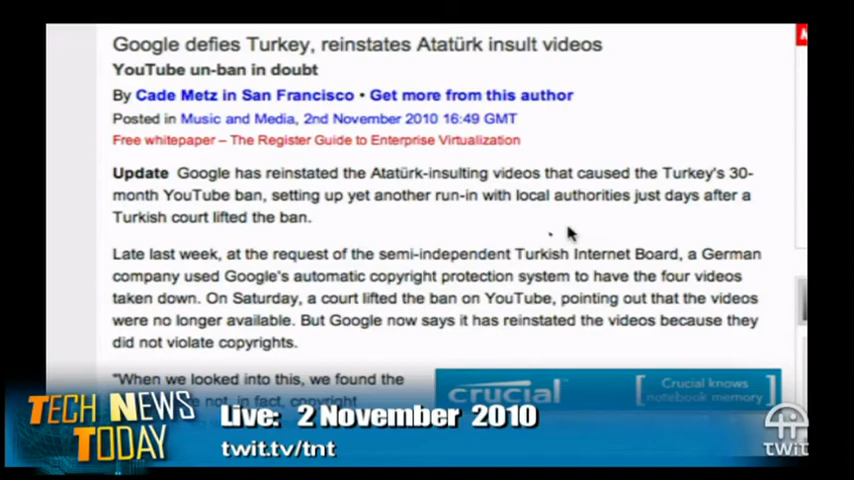 Google defies Turkey, reinstates Atatürk insult videos
YouTube un-ban in doubt
By Cade Metz in San Francisco • Get more from this author
Posted in Music and Media, 2nd November 2010 16:49 GMT
Free whitepaper – The Register Guide to Enterprise Virtualization
Update Google has reinstated the Atatürk-insulting videos that caused the Turkey's 30-
month YouTube ban, setting up yet another run-in with local authorities just days after a
Turkish court lifted the ban.
Late last week, at the request of the semi-independent Turkish Internet Board, a German
company used Google's automatic copyright protection system to have the four videos
taken down. On Saturday, a court lifted the ban on YouTube, pointing out that the videos
were no longer available. But Google now says it has reinstated the videos because they
did not violate copyrights.
"When we looked into this, we found the
not, in fact, copyright
crucial
[ Crucial knows
notebook memory ]
TECH NEWS
TODAY
Live: 2 November 2010
twit.tv/tnt
TWiT